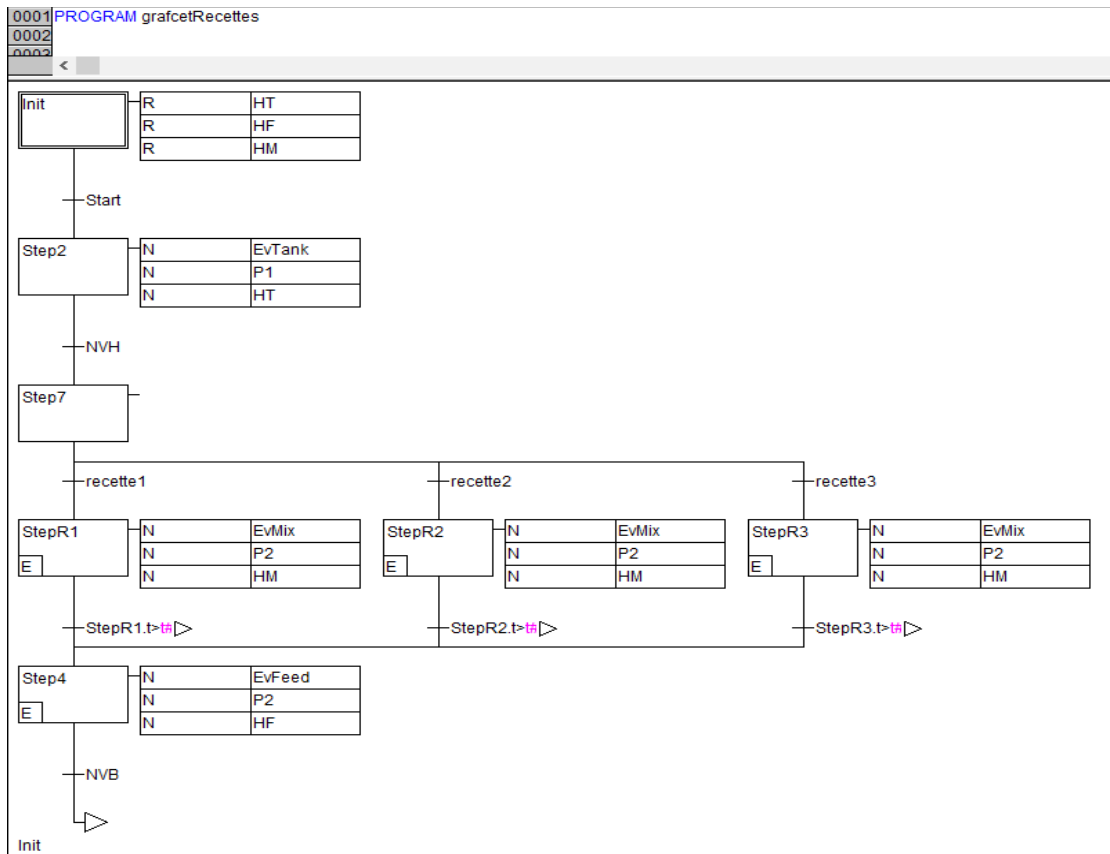 0001 PROGRAM grafcetRecettes
0002
0003
Init R HT
R HF
R HM
Start
Step2 N EvTank
N P1
N HT
NVH
Step7
recette1 recette2 recette3
StepR1 N EvMix StepR2 N EvMix StepR3 N EvMix
N P2 N P2 N P2
E E E
N HM N HM N HM
StepR1.t> StepR2.t> StepR3.t>
Step4 N EvFeed
N P2
E
N HF
NVB
Init